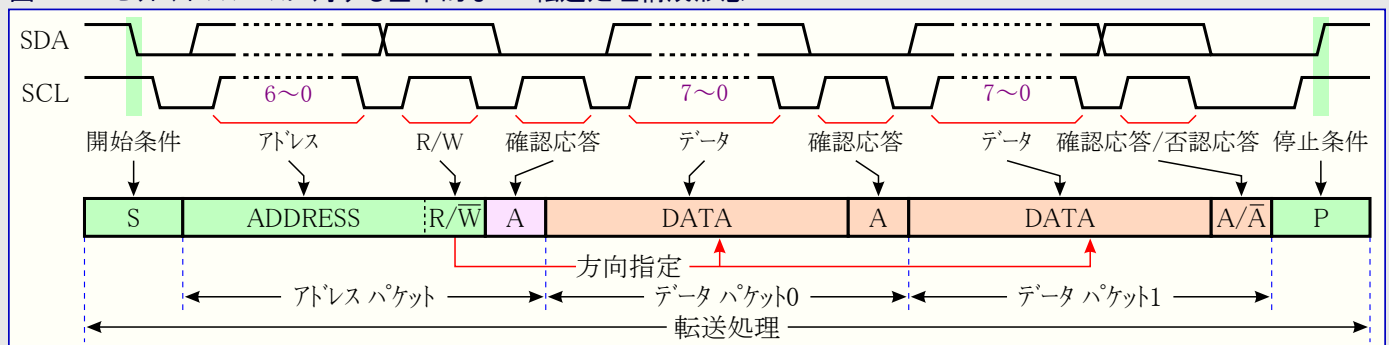 SDA
SCL
6～0
7～0
7～0
開始条件 アドレス R/W 確認応答 データ 確認応答 データ 確認応答/否認応答 停止条件
S ADDRESS R/W̅ A DATA A DATA A/A̅ P
方向指定
アドレス パケット データ パケット0 データ パケット1
転送処理